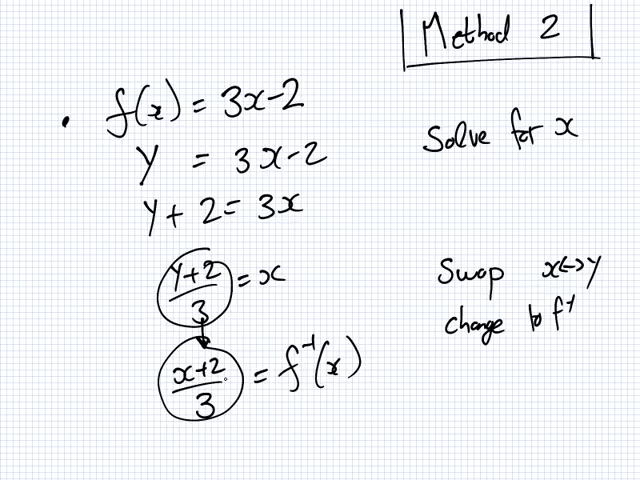 Method 2
f(x) = 3x-2
y = 3x-2
Solve for x
y+2 = 3x
y+2/3 = x
Swap x↔y
change to f⁻¹
x+2/3 = f⁻¹(x)